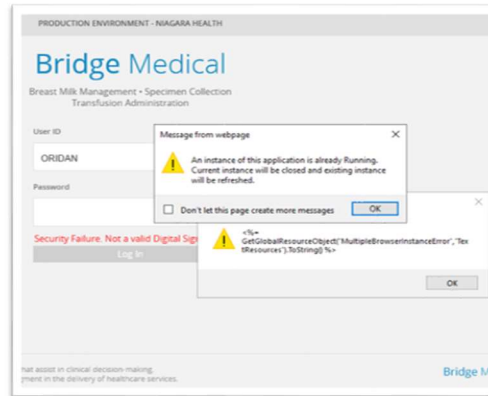 PRODUCTION ENVIRONMENT - NIAGARA HEALTH
Bridge Medical
Breast Milk Management • Specimen Collection
Transfusion Administration
User ID
ORIDAN
Password
Security Failure. Not a valid Digital Sig
Log In
Message from webpage
An instance of this application is already Running.
Current instance will be closed and existing instance
will be refreshed.
Don't let this page create more messages
OK
<%=
GetGlobalResourceObject('MultipleBrowserInstanceError','Tex
tResources').ToString() %>
OK
hat assist in clinical decision-making,
ment in the delivery of healthcare services.
Bridge M